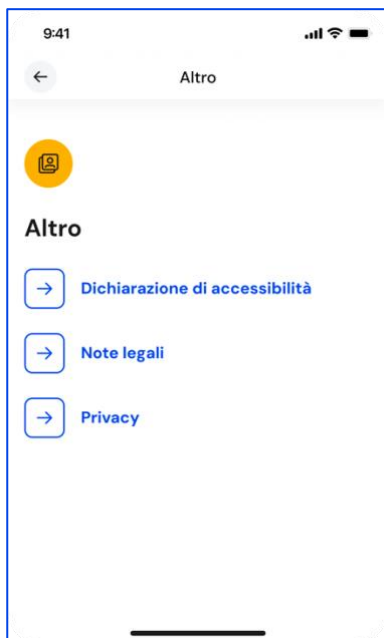 9:41
Altro
Altro
Dichiarazione di accessibilità
Note legali
Privacy